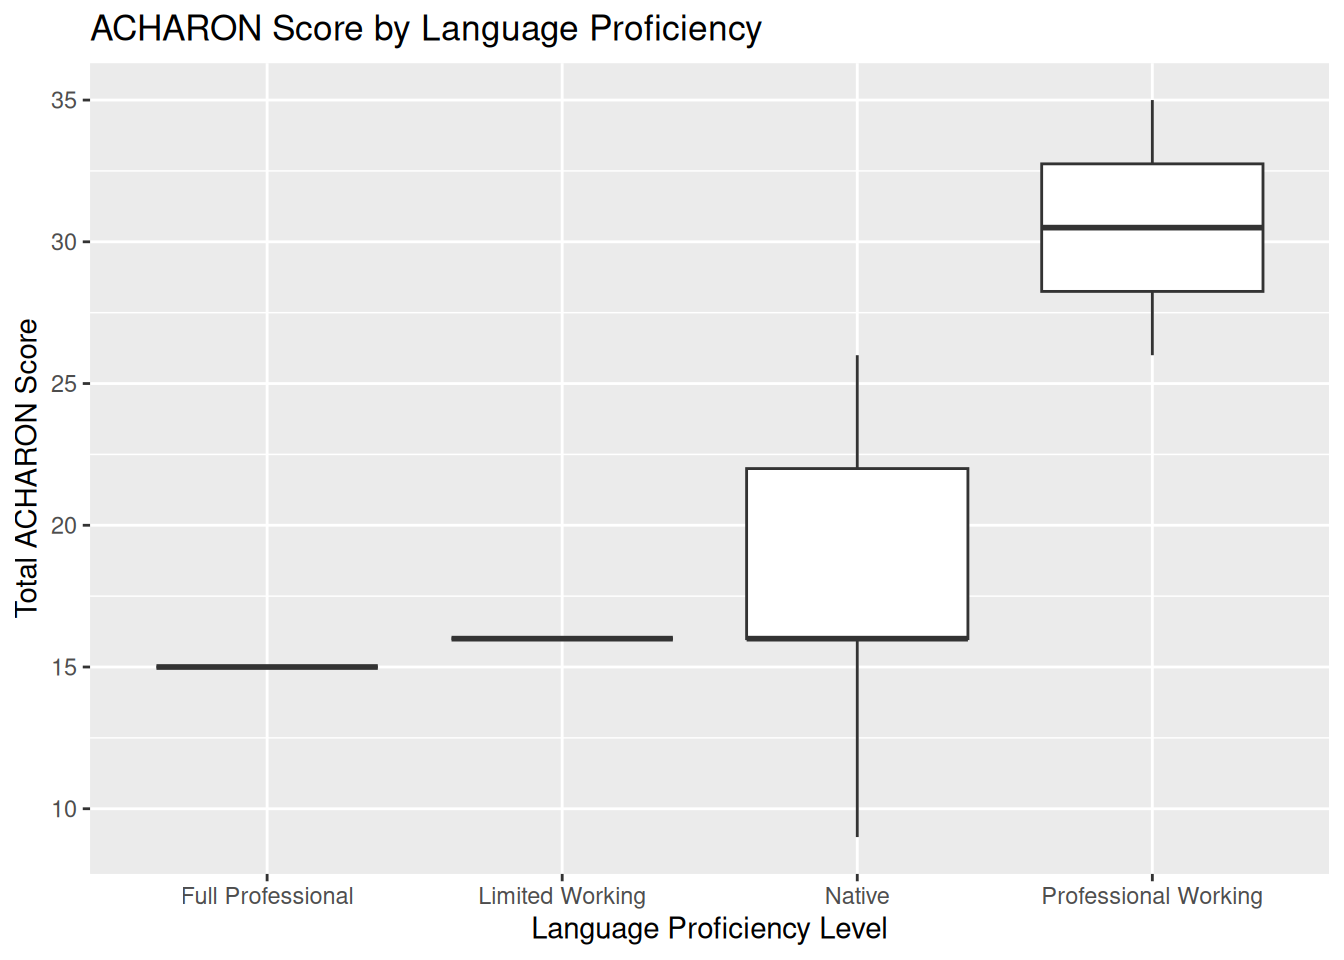 ACHARON Score by Language Proficiency
Total ACHARON Score
35
30
25
20
15
10
Full Professional
Limited Working
Native
Professional Working
Language Proficiency Level